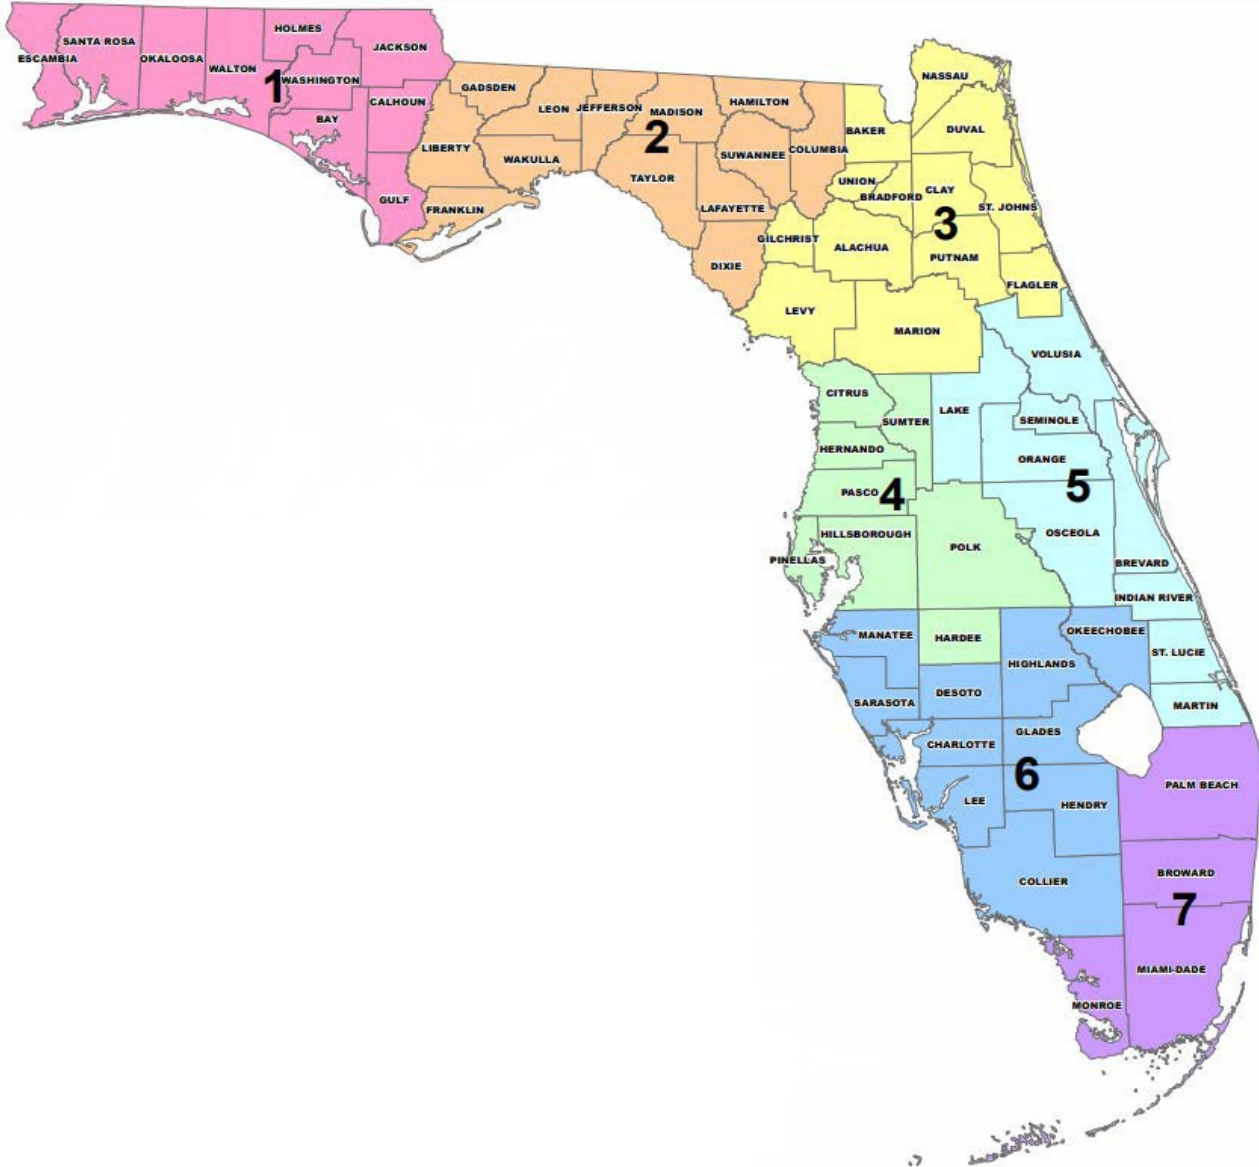 HOLMES
SANTA ROSA
JACKSON
ESCAMBIA
OKALOOSA
WALTON
1
WASHINGTON
CALHOUN
BAY
GULF
GADSDEN
LEON
JEFFERSON
MADISON
HAMILTON
2
LIBERTY
WAKULLA
SUWANNEE
COLUMBIA
TAYLOR
FRANKLIN
LAFAYETTE
DIXIE
NASSAU
BAKER
DUVAL
UNION
BRADFORD
CLAY
ST. JOHNS
3
GILCHRIST
ALACHUA
PUTNAM
FLAGLER
LEVY
MARION
CITRUS
SUMTER
HERNANDO
PASCO
4
HILLSBOROUGH
PINELLAS
POLK
HARDEE
VOLUSIA
LAKE
SEMINOLE
ORANGE
5
OSCEOLA
BREVARD
INDIAN RIVER
ST. LUCIE
MARTIN
MANATEE
OKEECHOBEE
HIGHLANDS
DESOTO
SARASOTA
GLADES
CHARLOTTE
6
LEE
HENDRY
COLLIER
PALM BEACH
BROWARD
7
MIAMI-DADE
MONROE